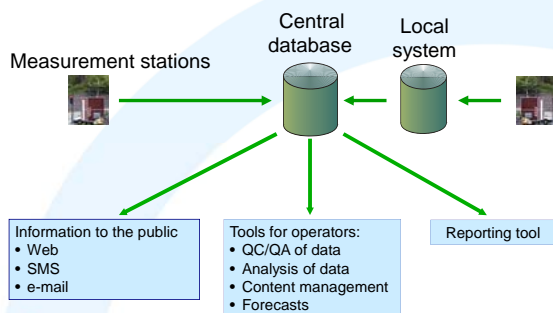 Central
database
Local
system
Measurement stations
Information to the public
• Web
• SMS
• e-mail
Tools for operators:
• QC/QA of data
• Analysis of data
• Content management
• Forecasts
Reporting tool